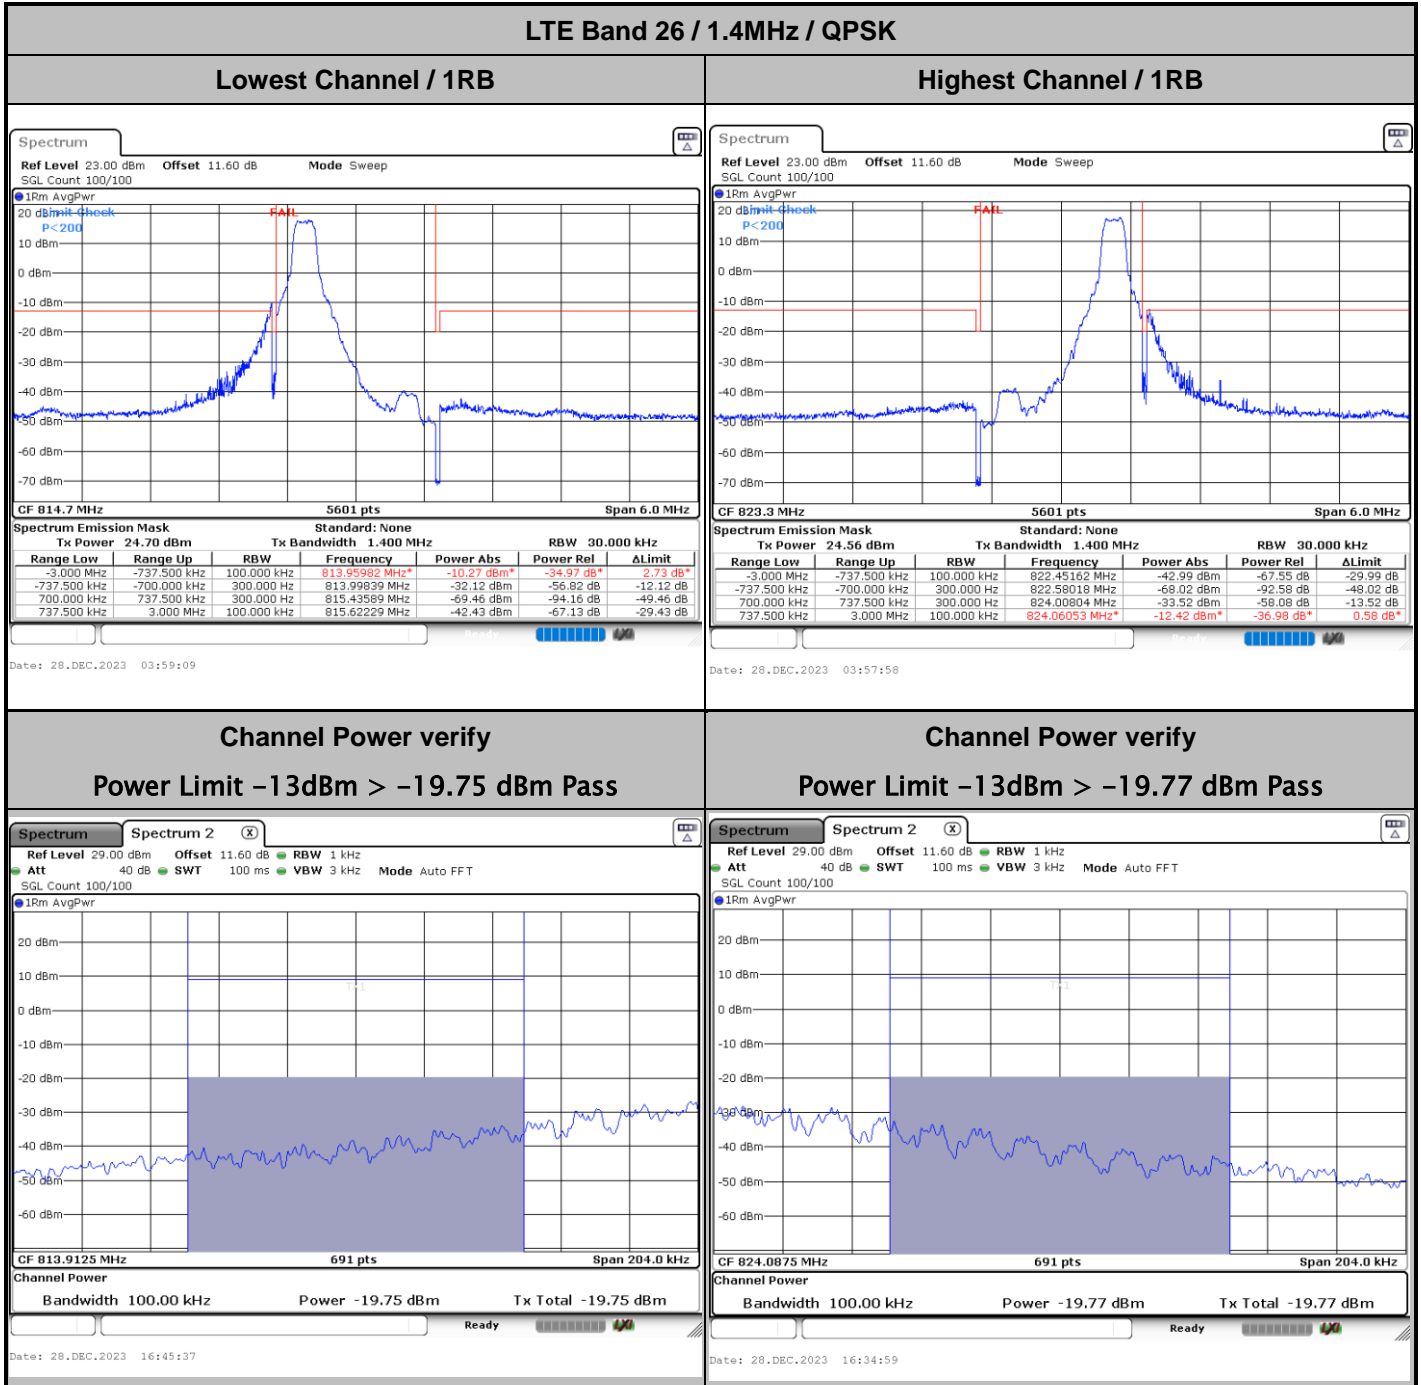 LTE Band 26 / 1.4MHz / QPSK
Lowest Channel / 1RB
Highest Channel / 1RB
Spectrum
Ref Level 23.00 dBm Offset 11.60 dB Mode Sweep
SGL Count 100/100
1Rm AvgPwr
20 dBm
Limit Check
FAIL
P<200
10 dBm
0 dBm
-10 dBm
-20 dBm
-30 dBm
-40 dBm
-50 dBm
-60 dBm
-70 dBm
CF 814.7 MHz 5601 pts Span 6.0 MHz
Spectrum Emission Mask Standard: None
Tx Power 24.70 dBm Tx Bandwidth 1.400 MHz RBW 30.000 kHz
Range Low Range Up RBW Frequency Power Abs Power Rel ΔLimit
-3.000 MHz -737.500 kHz 100.000 kHz 813.95982 MHz* -10.27 dBm* -34.97 dB* 2.73 dB*
-737.500 kHz -700.000 kHz 300.000 Hz 813.99839 MHz -32.12 dBm -56.82 dB -12.12 dB
700.000 kHz 737.500 kHz 300.000 Hz 815.43589 MHz -69.46 dBm -94.16 dB -49.46 dB
737.500 kHz 3.000 MHz 100.000 kHz 815.62229 MHz -42.43 dBm -67.13 dB -29.43 dB
Ready
Date: 28.DEC.2023 03:59:09
Spectrum
Ref Level 23.00 dBm Offset 11.60 dB Mode Sweep
SGL Count 100/100
1Rm AvgPwr
20 dBm
Limit Check
FAIL
P<200
10 dBm
0 dBm
-10 dBm
-20 dBm
-30 dBm
-40 dBm
-50 dBm
-60 dBm
-70 dBm
CF 823.3 MHz 5601 pts Span 6.0 MHz
Spectrum Emission Mask Standard: None
Tx Power 24.56 dBm Tx Bandwidth 1.400 MHz RBW 30.000 kHz
Range Low Range Up RBW Frequency Power Abs Power Rel ΔLimit
-3.000 MHz -737.500 kHz 100.000 kHz 822.45162 MHz -42.99 dBm -67.55 dB -29.99 dB
-737.500 kHz -700.000 kHz 300.000 Hz 822.58018 MHz -68.02 dBm -92.58 dB -48.02 dB
700.000 kHz 737.500 kHz 300.000 Hz 824.00804 MHz -33.52 dBm -58.08 dB -13.52 dB
737.500 kHz 3.000 MHz 100.000 kHz 824.06053 MHz* -12.42 dBm* -36.98 dB* 0.58 dB*
Ready
Date: 28.DEC.2023 03:57:58
Channel Power verify
Power Limit -13dBm > -19.75 dBm Pass
Channel Power verify
Power Limit -13dBm > -19.77 dBm Pass
Spectrum Spectrum 2 X
Ref Level 29.00 dBm Offset 11.60 dB RBW 1 kHz
Att 40 dB SWT 100 ms VBW 3 kHz Mode Auto FFT
SGL Count 100/100
1Rm AvgPwr
20 dBm
10 dBm
Tx1
0 dBm
-10 dBm
-20 dBm
-30 dBm
-40 dBm
-50 dBm
-60 dBm
CF 813.9125 MHz 691 pts Span 204.0 kHz
Channel Power
Bandwidth 100.00 kHz Power -19.75 dBm Tx Total -19.75 dBm
Ready LXI
Date: 28.DEC.2023 16:45:37
Spectrum Spectrum 2 X
Ref Level 29.00 dBm Offset 11.60 dB RBW 1 kHz
Att 40 dB SWT 100 ms VBW 3 kHz Mode Auto FFT
SGL Count 100/100
1Rm AvgPwr
20 dBm
10 dBm
Tx1
0 dBm
-10 dBm
-20 dBm
-30 dBm
-40 dBm
-50 dBm
-60 dBm
CF 824.0875 MHz 691 pts Span 204.0 kHz
Channel Power
Bandwidth 100.00 kHz Power -19.77 dBm Tx Total -19.77 dBm
Ready LXI
Date: 28.DEC.2023 16:34:59